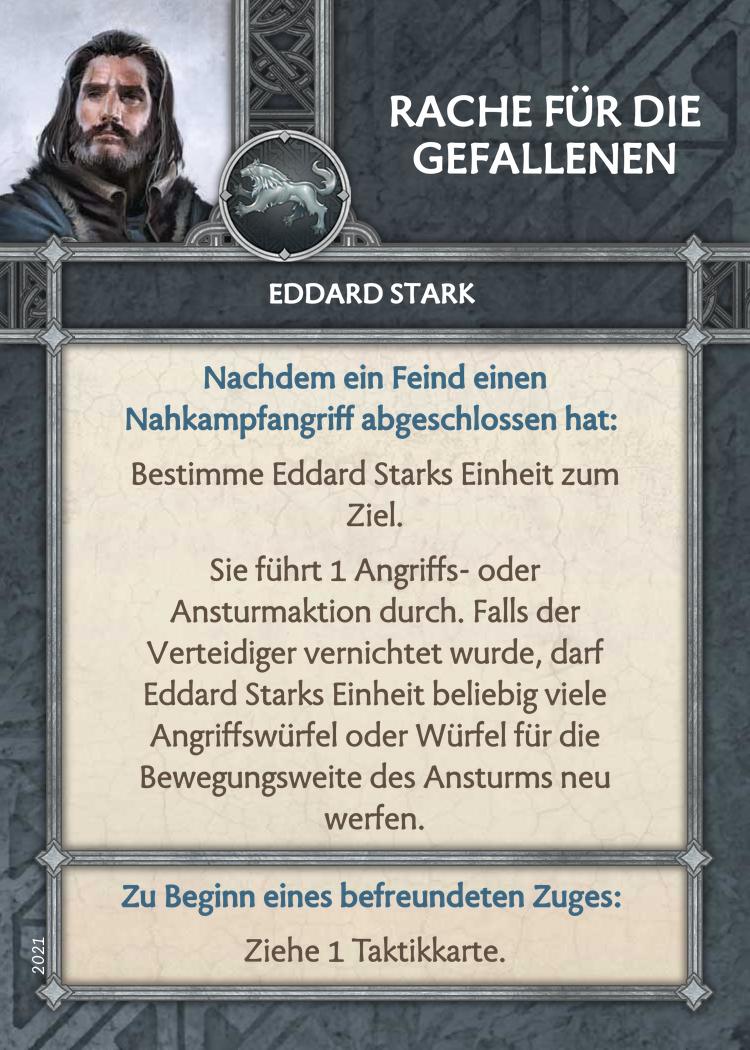 RACHE FÜR DIE
GEFALLENEN
EDDARD STARK
Nachdem ein Feind einen
Nahkampfangriff abgeschlossen hat:
Bestimme Eddard Starks Einheit zum
Ziel.
Sie führt 1 Angriffs- oder
Ansturmaktion durch. Falls der
Verteidiger vernichtet wurde, darf
Eddard Starks Einheit beliebig viele
Angriffswürfel oder Würfel für die
Bewegungsweite des Ansturms neu
werfen.
Zu Beginn eines befreundeten Zuges:
Ziehe 1 Taktikkarte.
2021